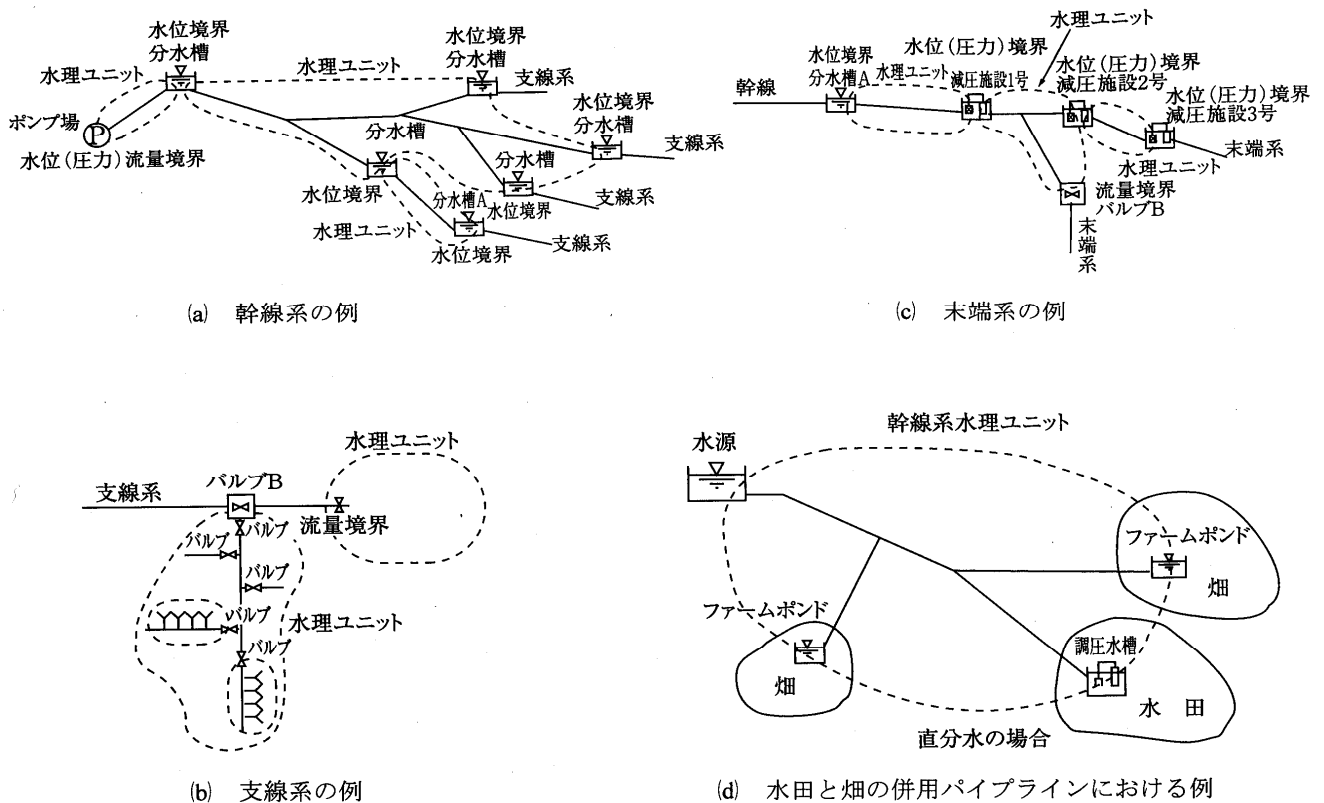 水位境界
分水槽
水理ユニット
水理ユニット
水位境界
分水槽
支線系
ポンプ場
P
水位(圧力)流量境界
分水槽
水位境界
分水槽
支線系
分水槽
水位境界
分水槽A
水位境界
支線系
水理ユニット
水位境界
支線系
(a) 幹線系の例
水理ユニット
水位境界
分水槽A
水位(圧力)境界
水理ユニット
減圧施設1号
水位(圧力)境界
減圧施設2号
水位(圧力)境界
減圧施設3号
幹線
末端系
水理ユニット
流量境界
バルブB
末端系
(c) 末端系の例
水理ユニット
バルブB
支線系
流量境界
バルブ
バルブ
バルブ
バルブ
水理ユニット
バルブ
(b) 支線系の例
幹線系水理ユニット
水源
ファームポンド
畑
ファームポンド
畑
調圧水槽
水田
直分水の場合
(d) 水田と畑の併用パイプラインにおける例